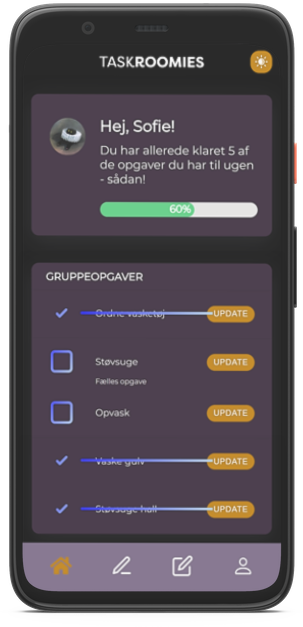 TASKROOMIES
Hej, Sofie!
Du har allerede klaret 5 af
de opgaver du har til ugen
- sådan!
60%
GRUPPEOPGAVER
Ordne vasketøj UPDATE
Støvsuge UPDATE
Fælles opgave
Opvask UPDATE
Vaske gulv UPDATE
Støvsuge hall UPDATE